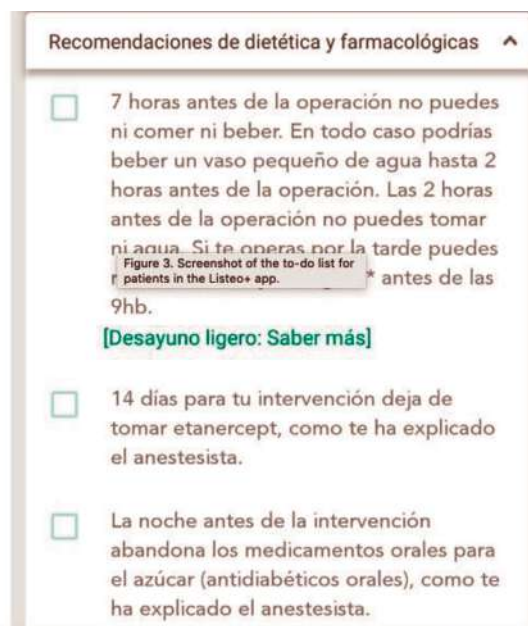 Recomendaciones de dietética y farmacológicas
7 horas antes de la operación no puedes
ni comer ni beber. En todo caso podrías
beber un vaso pequeño de agua hasta 2
horas antes de la operación. Las 2 horas
antes de la operación no puedes tomar
ni agua. Si te operas por la tarde puedes
Figure 3. Screenshot of the to-do list for
patients in the Listeo+ app.
* antes de las
9hb.
[Desayuno ligero: Saber más]
14 días para tu intervención deja de
tomar etanercept, como te ha explicado
el anestesista.
La noche antes de la intervención
abandona los medicamentos orales para
el azúcar (antidiabéticos orales), como te
ha explicado el anestesista.